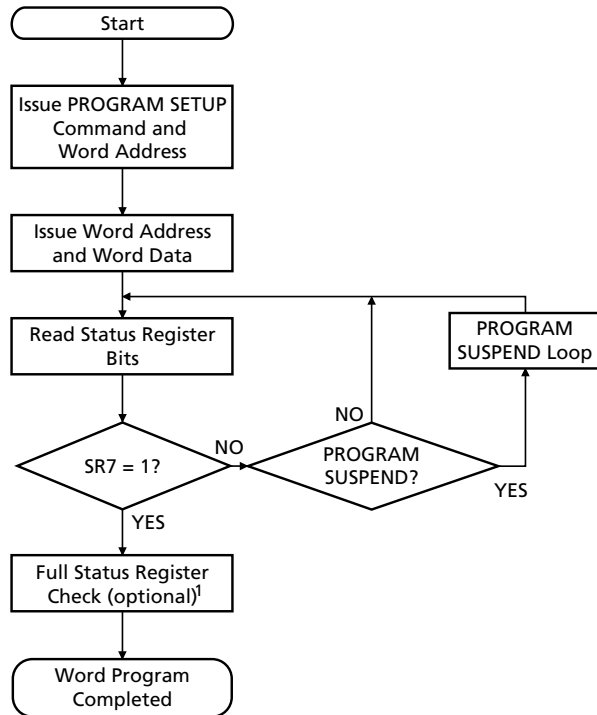 Start
Issue PROGRAM SETUP
Command and
Word Address
Issue Word Address
and Word Data
Read Status Register
Bits
PROGRAM
SUSPEND Loop
SR7 = 1?
NO
PROGRAM
SUSPEND?
NO
YES
YES
Full Status Register
Check (optional)1
Word Program
Completed